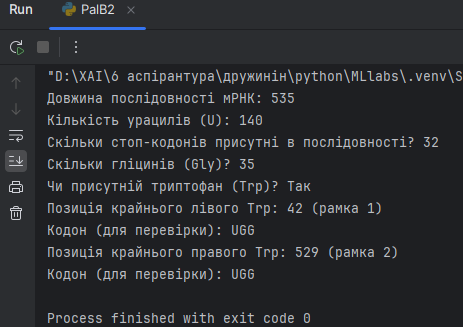 Run PalB2
"D:\XAI\6 аспірантура\дружинін\python\MLlabs\.venv\S
Довжина послідовності мРНК: 535
Кількість урацилів (U): 140
Скільки стоп-кодонів присутні в послідовності? 32
Скільки гліцинів (Gly)? 35
Чи присутній триптофан (Trp)? Так
Позиція крайнього лівого Trp: 42 (рамка 1)
Кодон (для перевірки): UGG
Позиція крайнього правого Trp: 529 (рамка 2)
Кодон (для перевірки): UGG
Process finished with exit code 0